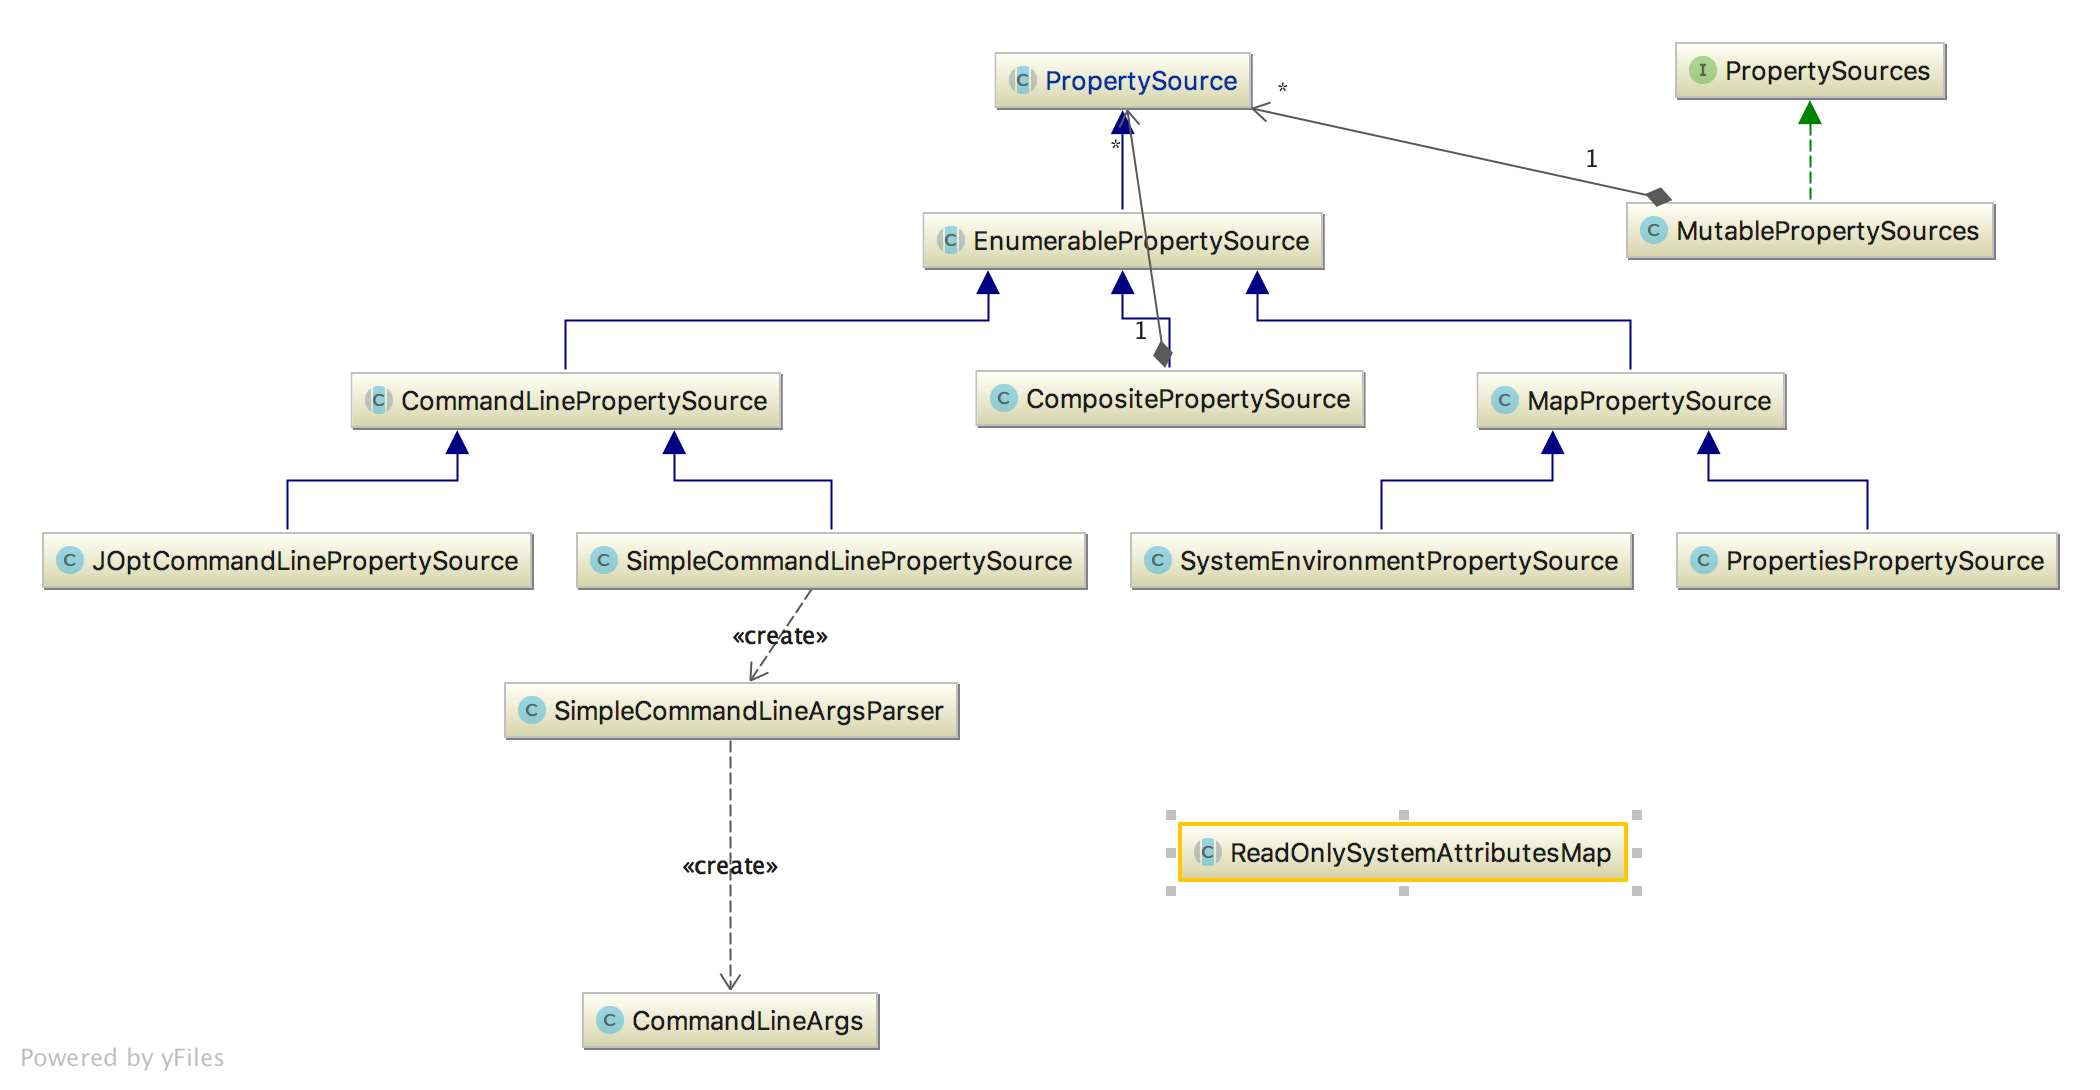 I PropertySources
C PropertySource
*
*
1
C EnumerablePropertySource
C MutablePropertySources
1
C CommandLinePropertySource
C CompositePropertySource
C MapPropertySource
C JOptCommandLinePropertySource
C SimpleCommandLinePropertySource
C SystemEnvironmentPropertySource
C PropertiesPropertySource
«create»
C SimpleCommandLineArgsParser
«create»
C ReadOnlySystemAttributesMap
C CommandLineArgs
Powered by yFiles